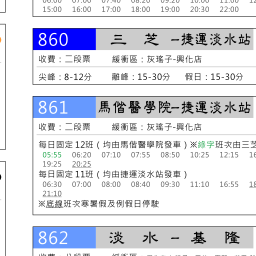 15:00 16:00 17:00 18:00 19:00 20:30 22:00
860 三 芝 – 捷運淡水站
收費：二段票 緩衝區：灰瑤子-興化店
尖峰：8-12分 離峰：15-30分 假日：15-30分
861 馬偕醫學院–捷運淡水站
收費：二段票 緩衝區：灰瑤子-興化店
每日固定12班（均由馬偕醫學院發車）※綠字班次由三芝
05:55 06:20 07:10 07:55 08:50 10:25 12:15
19:25 20:25
每日固定11班（均由捷運淡水站發車）
06:30 07:00 08:00 08:40 09:30 11:10 16:55
21:10
※底線班次寒暑假及例假日停駛
862 淡 水 – 基 隆